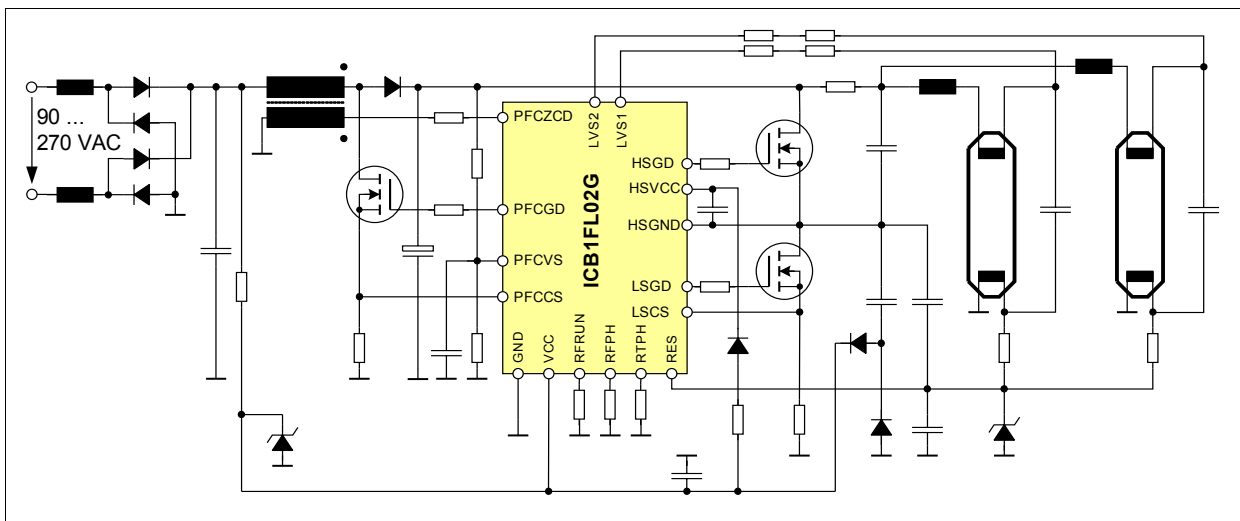 90 ...
270 VAC
PFCZCD
PFCGD
PFCVS
PFCCS
GND
VCC
RFRUN
RFPH
RTPH
RES
LVS2
LVS1
HSGD
HSVCC
HSGND
LSGD
LSCS
ICB1FL02G